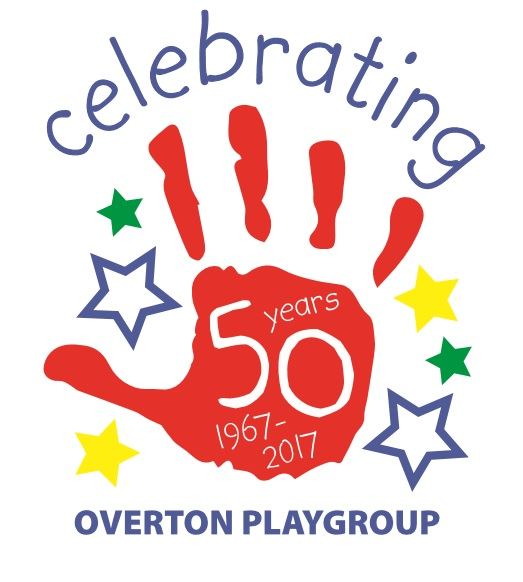 celebrating
50 years
1967-
2017
OVERTON PLAYGROUP